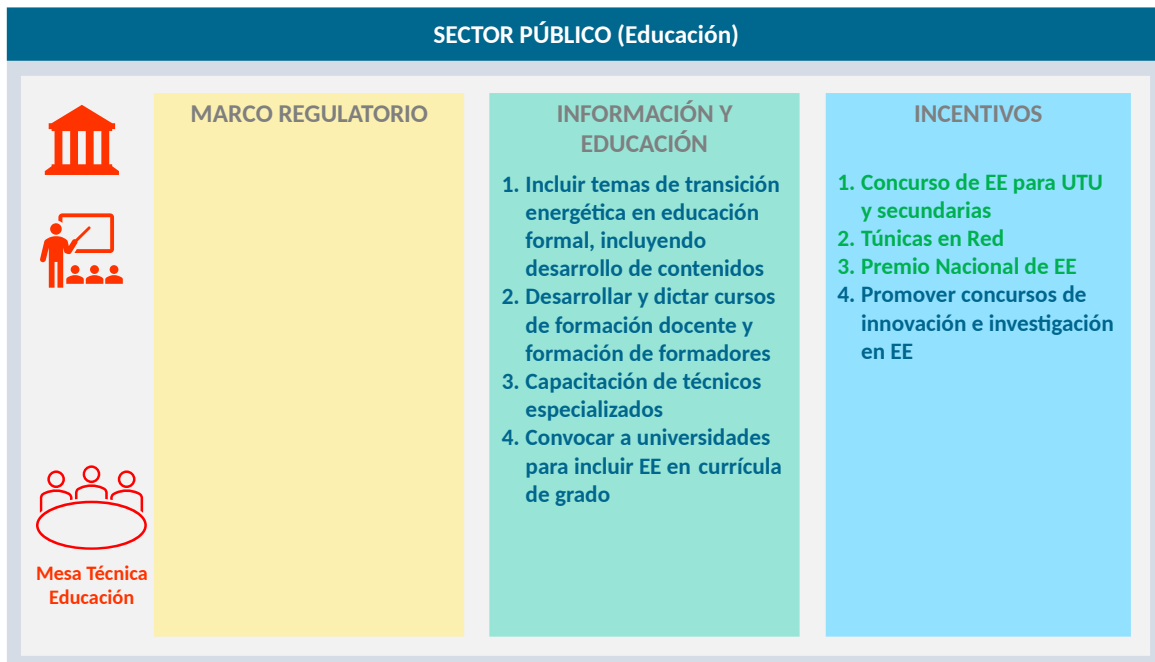 SECTOR PÚBLICO (Educación)
MARCO REGULATORIO
INFORMACIÓN Y
EDUCACIÓN
1. Incluir temas de transición
energética en educación
formal, incluyendo
desarrollo de contenidos
2. Desarrollar y dictar cursos
de formación docente y
formación de formadores
3. Capacitación de técnicos
especializados
4. Convocar a universidades
para incluir EE en currícula
de grado
INCENTIVOS
1. Concurso de EE para UTU
y secundarias
2. Túnicas en Red
3. Premio Nacional de EE
4. Promover concursos de
innovación e investigación
en EE
Mesa Técnica
Educación